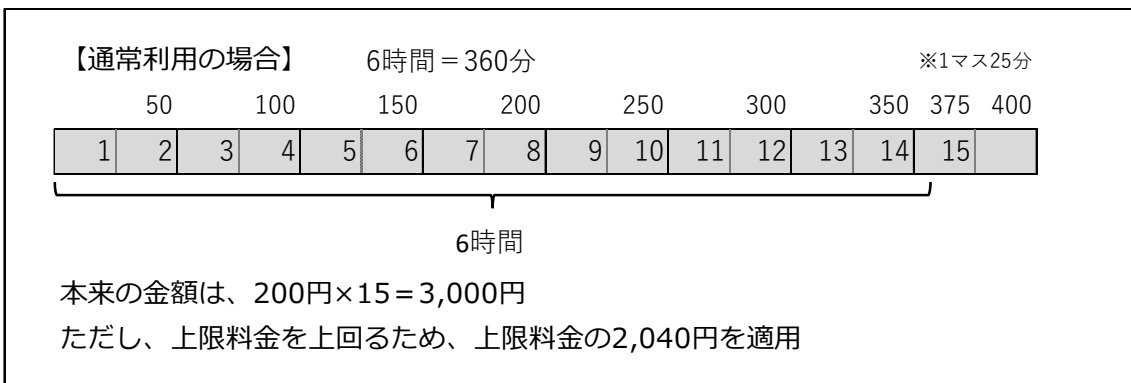 【通常利用の場合】 6時間＝360分 ※1マス25分
50 100 150 200 250 300 350 375 400
1 2 3 4 5 6 7 8 9 10 11 12 13 14 15
6時間
本来の金額は、200円×15＝3,000円
ただし、上限料金を上回るため、上限料金の2,040円を適用